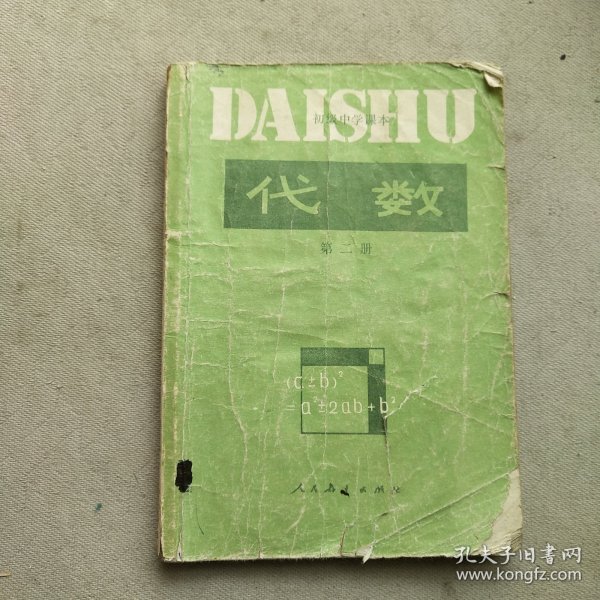 DAISHU
初级中学课本
代数
第二册
(a±b)²
=a²±2ab+b²
人民教育出版社
孔夫子旧书网
www.kongfz.com